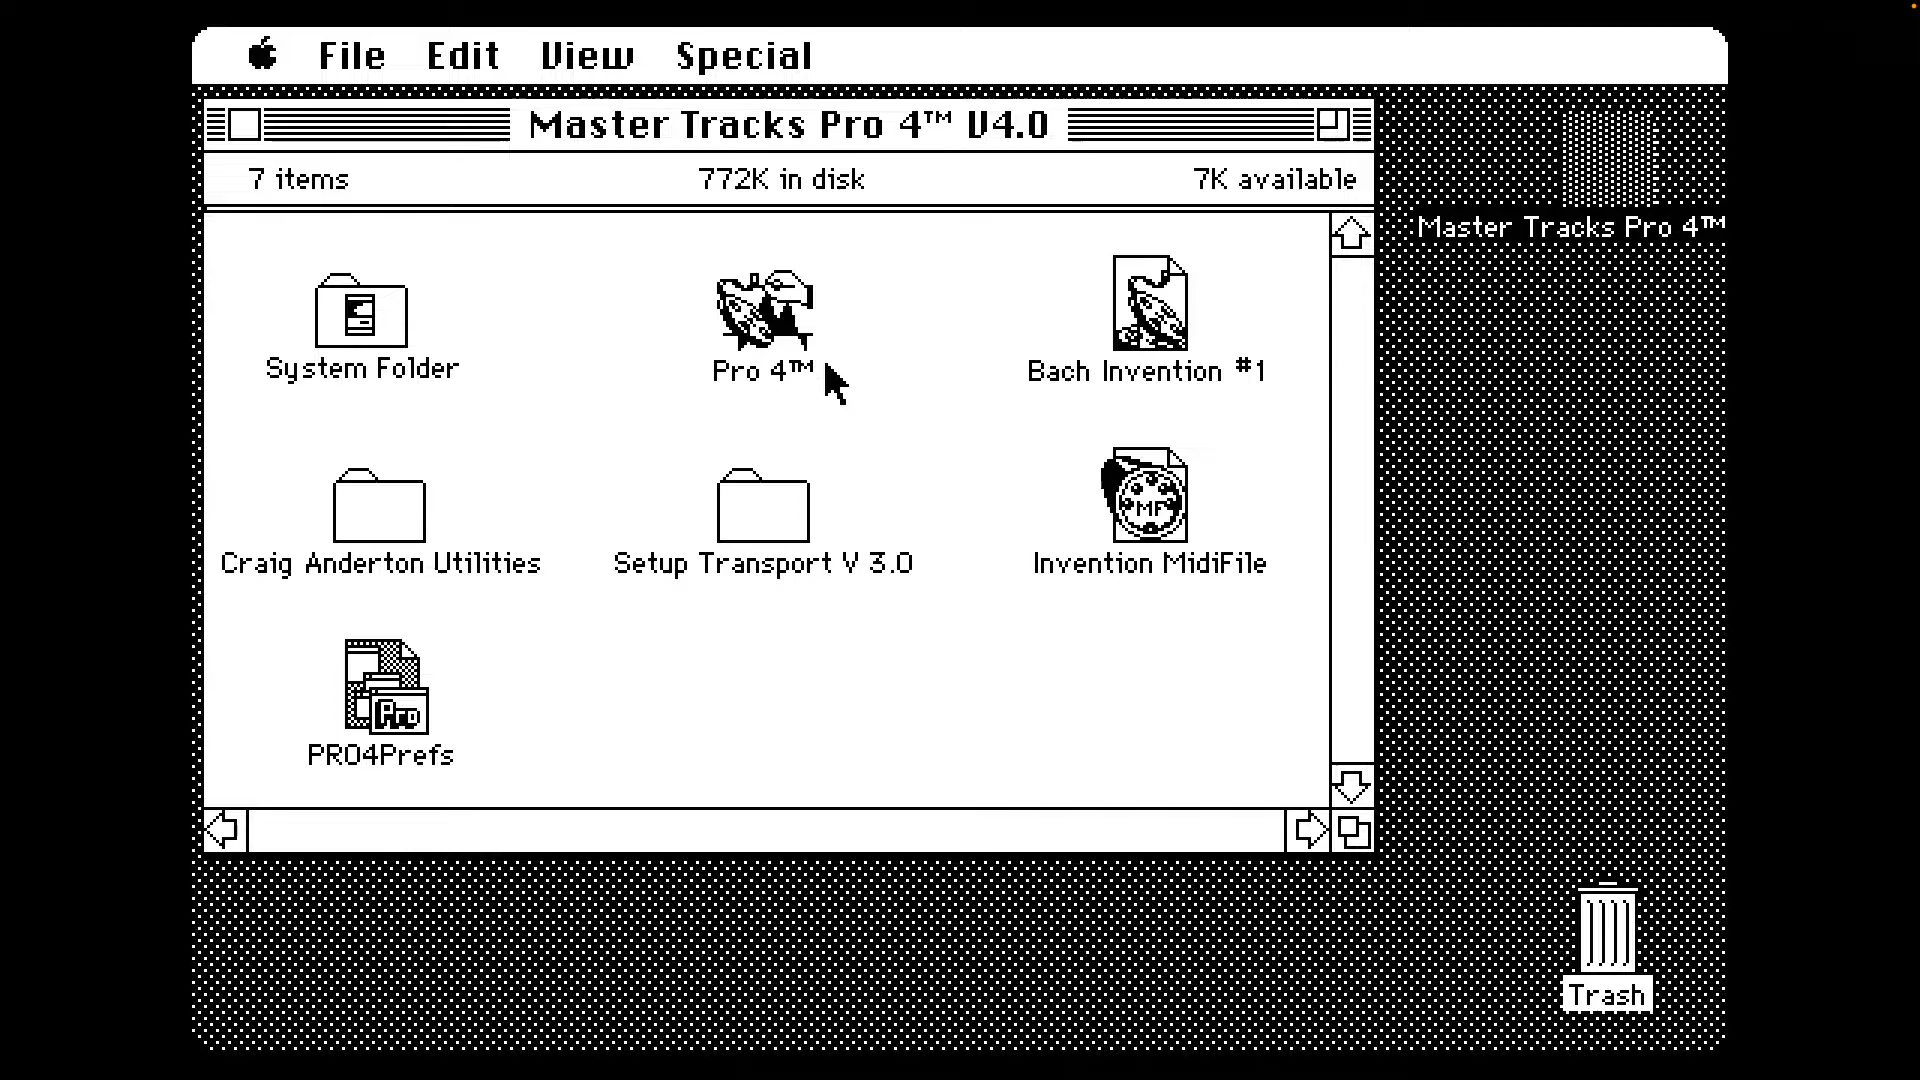 File Edit View Special
Master Tracks Pro 4™ V4.0
7 items 772K in disk 7K available
Master Tracks Pro 4™
System Folder Pro 4™ Bach Invention #1
MF
Craig Anderton Utilities Setup Transport V 3.0 Invention MidiFile
Pro
PRO4Prefs
Trash